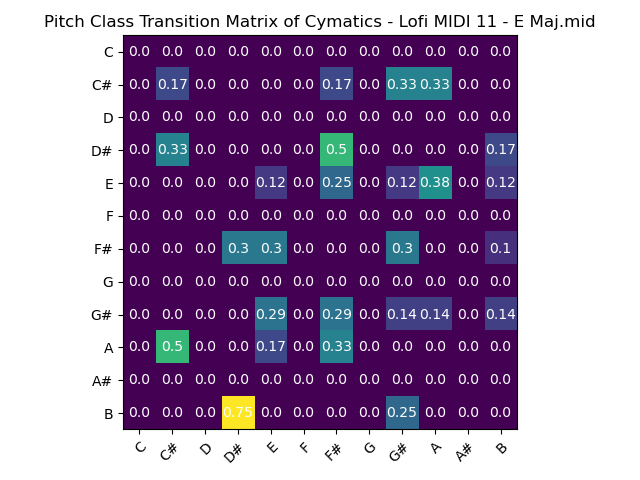 Pitch Class Transition Matrix of Cymatics - Lofi MIDI 11 - E Maj.mid
C 0.0 0.0 0.0 0.0 0.0 0.0 0.0 0.0 0.0 0.0 0.0 0.0
C# 0.0 0.17 0.0 0.0 0.0 0.0 0.17 0.0 0.33 0.33 0.0 0.0
D 0.0 0.0 0.0 0.0 0.0 0.0 0.0 0.0 0.0 0.0 0.0 0.0
D# 0.0 0.33 0.0 0.0 0.0 0.0 0.5 0.0 0.0 0.0 0.0 0.17
E 0.0 0.0 0.0 0.0 0.12 0.0 0.25 0.0 0.12 0.38 0.0 0.12
F 0.0 0.0 0.0 0.0 0.0 0.0 0.0 0.0 0.0 0.0 0.0 0.0
F# 0.0 0.0 0.0 0.3 0.3 0.0 0.0 0.0 0.3 0.0 0.0 0.1
G 0.0 0.0 0.0 0.0 0.0 0.0 0.0 0.0 0.0 0.0 0.0 0.0
G# 0.0 0.0 0.0 0.0 0.29 0.0 0.29 0.0 0.14 0.14 0.0 0.14
A 0.0 0.5 0.0 0.0 0.17 0.0 0.33 0.0 0.0 0.0 0.0 0.0
A# 0.0 0.0 0.0 0.0 0.0 0.0 0.0 0.0 0.0 0.0 0.0 0.0
B 0.0 0.0 0.0 0.75 0.0 0.0 0.0 0.0 0.25 0.0 0.0 0.0
C C# D D# E F F# G G# A A# B